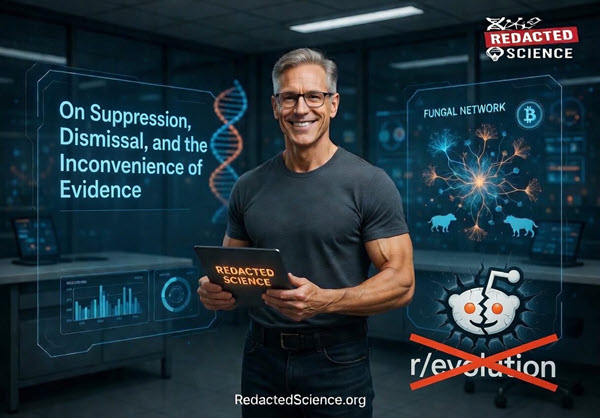 REDACTED
SCIENCE
On Suppression,
Dismissal, and the
Inconvenience of
Evidence
FUNGAL NETWORK
REDACTED
SCIENCE
r/evolution
RedactedScience.org